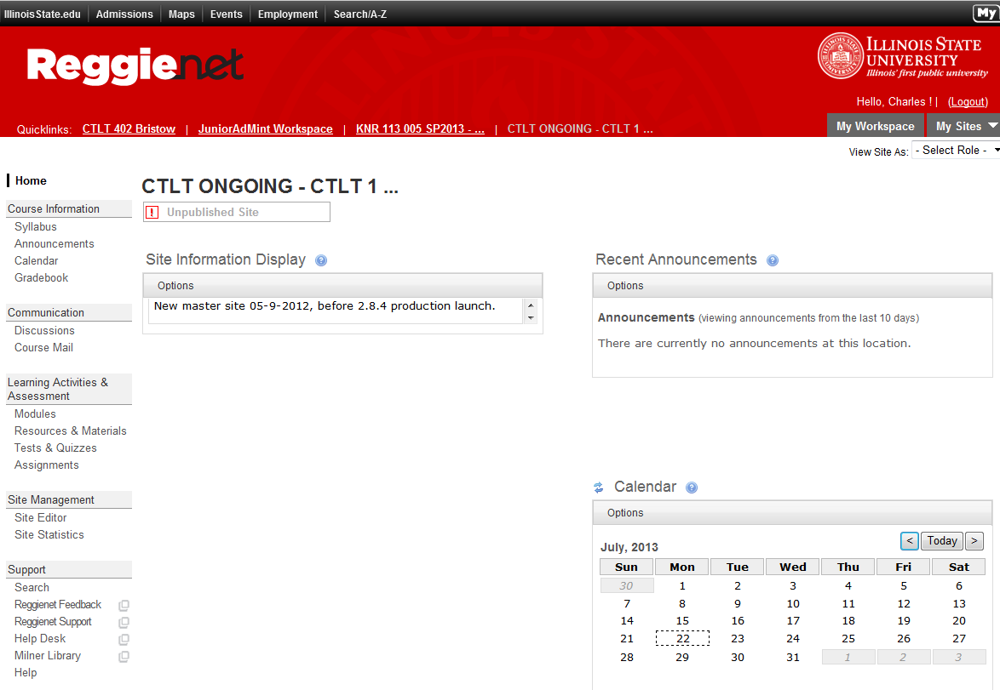 IllinoisState.edu Admissions Maps Events Employment Search/A-Z My
Reggienet
ILLINOIS STATE
UNIVERSITY
Illinois' first public university
Hello, Charles ! | (Logout)
Quicklinks: CTLT 402 Bristow | JuniorAdMint Workspace | KNR 113 005 SP2013 - ... | CTLT ONGOING - CTLT 1 ...
My Workspace My Sites
View Site As: - Select Role -
Home
Course Information
Syllabus
Announcements
Calendar
Gradebook
Communication
Discussions
Course Mail
Learning Activities &
Assessment
Modules
Resources & Materials
Tests & Quizzes
Assignments
Site Management
Site Editor
Site Statistics
Support
Search
Reggienet Feedback
Reggienet Support
Help Desk
Milner Library
Help
CTLT ONGOING - CTLT 1 ...
! Unpublished Site
Site Information Display ?
Options
New master site 05-9-2012, before 2.8.4 production launch.
Recent Announcements ?
Options
Announcements (viewing announcements from the last 10 days)
There are currently no announcements at this location.
Calendar ?
Options
July, 2013 < Today >
Sun Mon Tue Wed Thu Fri Sat
30 1 2 3 4 5 6
7 8 9 10 11 12 13
14 15 16 17 18 19 20
21 22 23 24 25 26 27
28 29 30 31 1 2 3